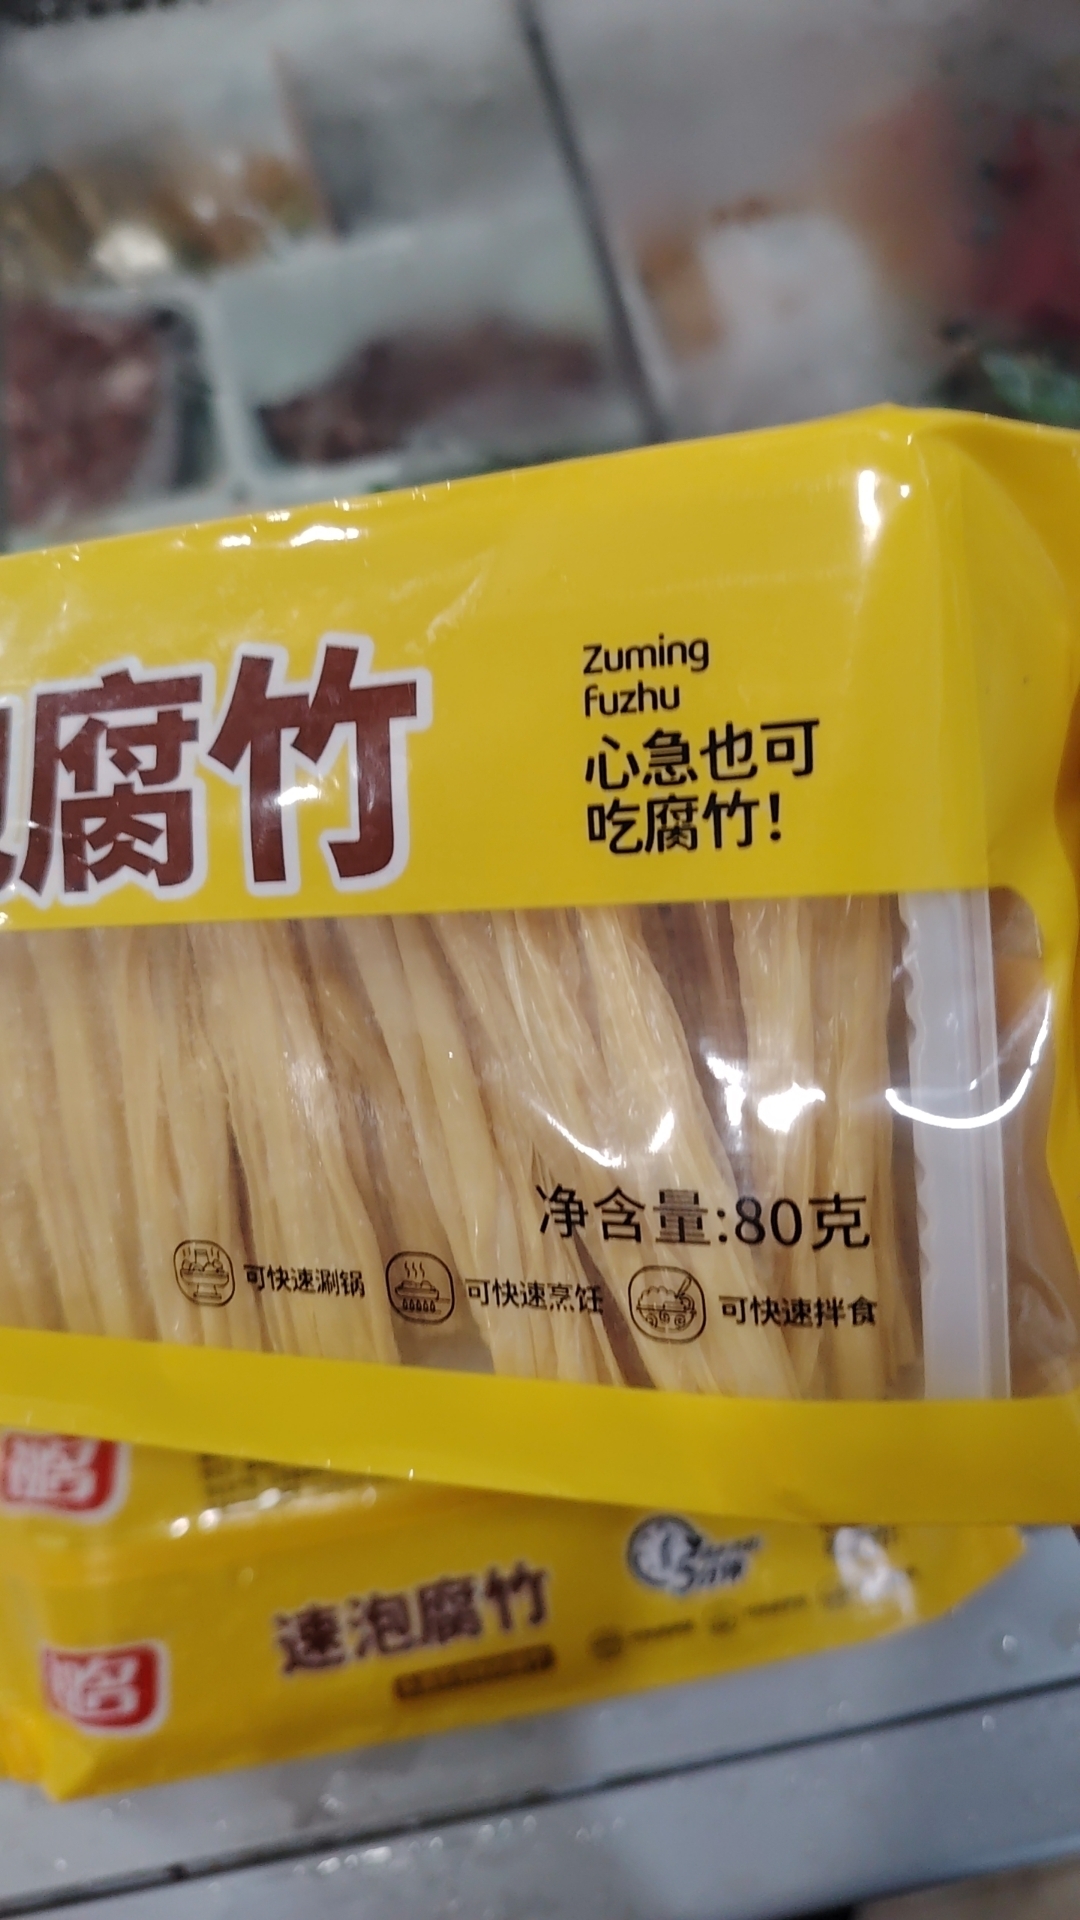 腐竹
Zuming
fuzhu
心急也可
吃腐竹!
净含量:80克
可快速涮锅
可快速烹饪
可快速拌食
速泡腐竹